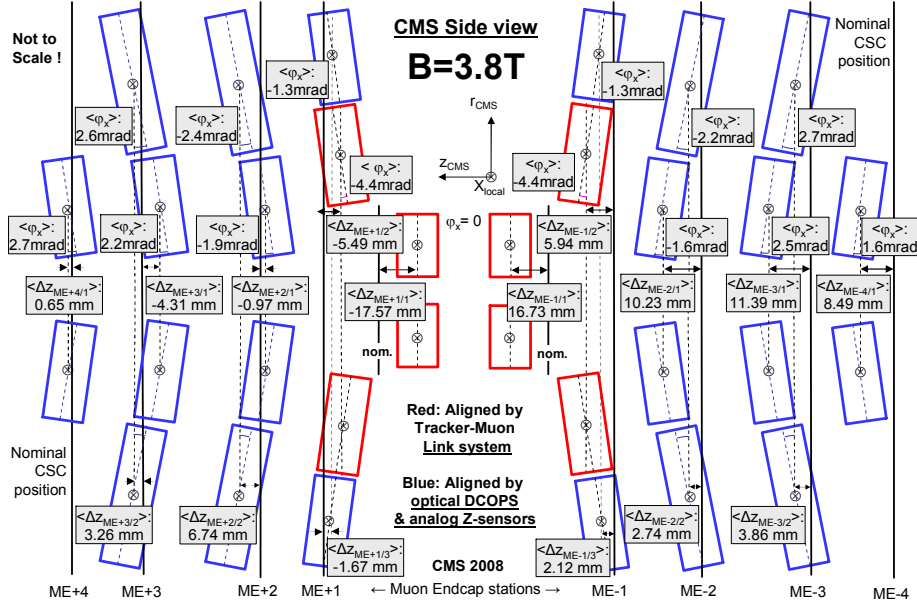 Not to
Scale !
CMS Side view
B=3.8T
Nominal
CSC
position
<φx>:
-1.3mrad
<φx>:
-1.3mrad
<φx>:
2.6mrad
<φx>:
-2.4mrad
<φx>:
-2.2mrad
<φx>:
2.7mrad
rCMS
zCMS
Xlocal
< φx>:
-4.4mrad
<φx>:
-4.4mrad
φx= 0
<φx>:
2.7mrad
<φx>:
2.2mrad
<φx>:
-1.9mrad
<φx>:
-1.6mrad
<φx>:
2.5mrad
<φx>:
1.6mrad
<ΔzME+1/2>:
-5.49 mm
<ΔzME-1/2>:
5.94 mm
<ΔzME+4/1>:
0.65 mm
<ΔzME+3/1>:
-4.31 mm
<ΔzME+2/1>:
-0.97 mm
<ΔzME+1/1>:
-17.57 mm
<ΔzME-1/1>:
16.73 mm
<ΔzME-2/1>:
10.23 mm
<ΔzME-3/1>:
11.39 mm
<ΔzME-4/1>:
8.49 mm
nom.
nom.
Red: Aligned by
Tracker-Muon
Link system
Nominal
CSC
position
Blue: Aligned by
optical DCOPS
& analog Z-sensors
<ΔzME+3/2>:
3.26 mm
<ΔzME+2/2>:
6.74 mm
<ΔzME+1/3>:
-1.67 mm
<ΔzME-1/3>:
2.12 mm
<ΔzME-2/2>:
2.74 mm
<ΔzME-3/2>:
3.86 mm
CMS 2008
ME+4
ME+3
ME+2
ME+1
← Muon Endcap stations →
ME-1
ME-2
ME-3
ME-4